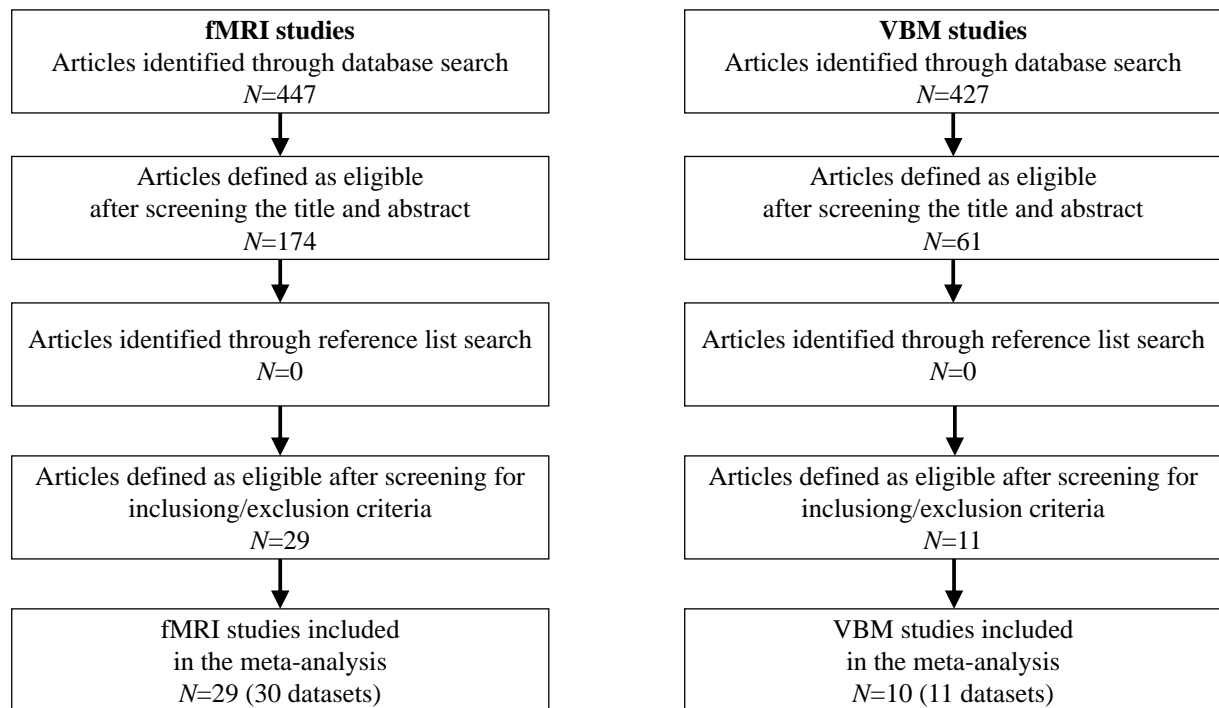 fMRI studies
Articles identified through database search
N=447
Articles defined as eligible
after screening the title and abstract
N=174
Articles identified through reference list search
N=0
Articles defined as eligible after screening for
inclusiong/exclusion criteria
N=29
fMRI studies included
in the meta-analysis
N=29 (30 datasets)
VBM studies
Articles identified through database search
N=427
Articles defined as eligible
after screening the title and abstract
N=61
Articles identified through reference list search
N=0
Articles defined as eligible after screening for
inclusiong/exclusion criteria
N=11
VBM studies included
in the meta-analysis
N=10 (11 datasets)